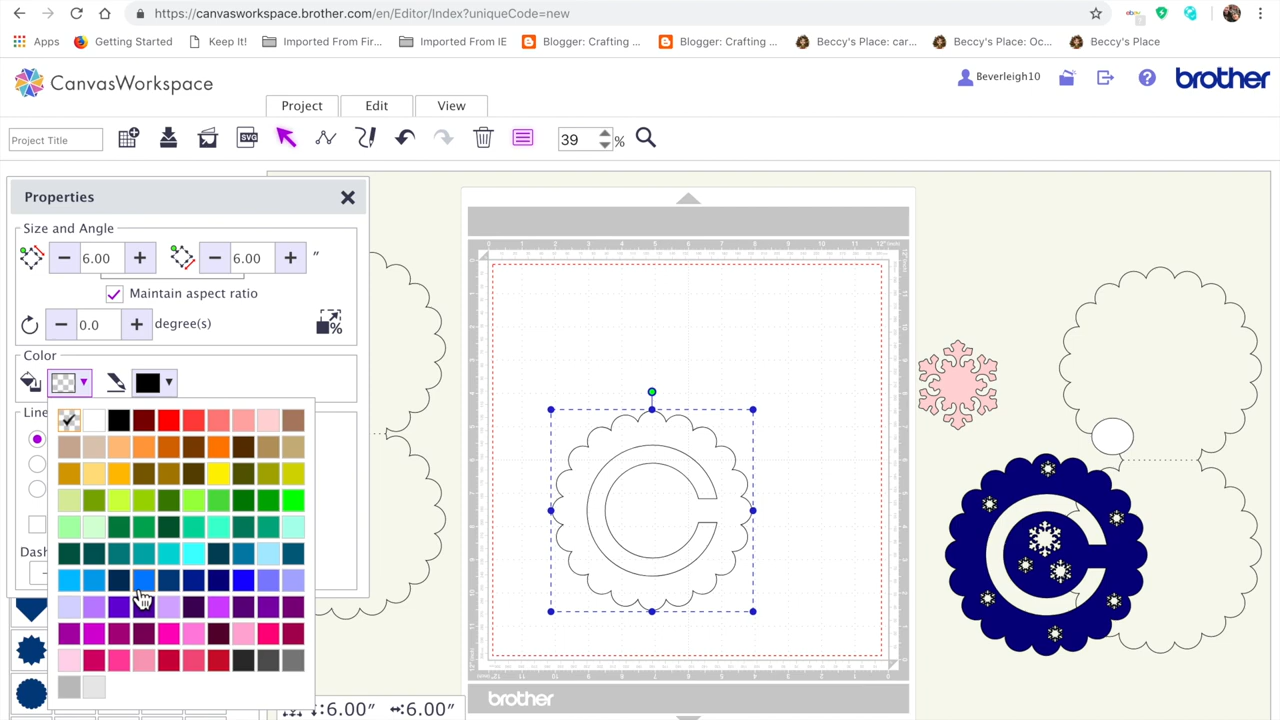 https://canvasworkspace.brother.com/en/Editor/Index?uniqueCode=new
Apps Getting Started Keep It! Imported From Fir... Imported From IE Blogger: Crafting ... Blogger: Crafting ... Beccy's Place: car... Beccy's Place: Oc... Beccy's Place
CanvasWorkspace
Beverleigh10
brother
Project Edit View
Project Title
SVG
39 %
Properties
Size and Angle
6.00
6.00 "
Maintain aspect ratio
0.0 degree(s)
%
Color
Line
Dash
6.00" 6.00"
brother